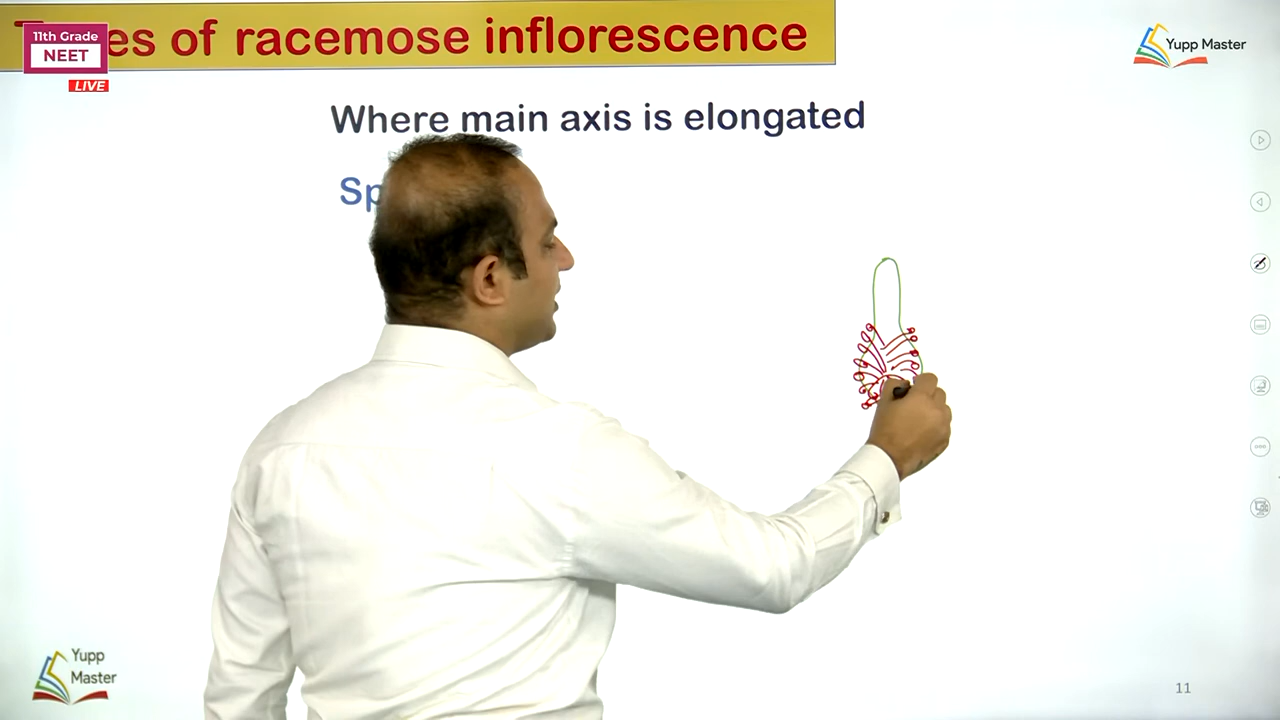 11th Grade
NEET
LIVE
es of racemose inflorescence
Yupp Master
Where main axis is elongated
Sp
Yupp
Master
11